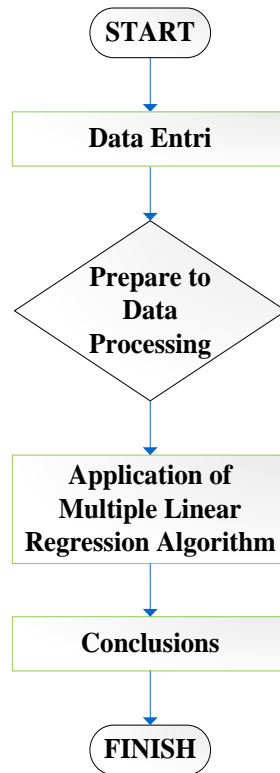 START
Data Entri
Prepare to
Data
Processing
Application of
Multiple Linear
Regression Algorithm
Conclusions
FINISH